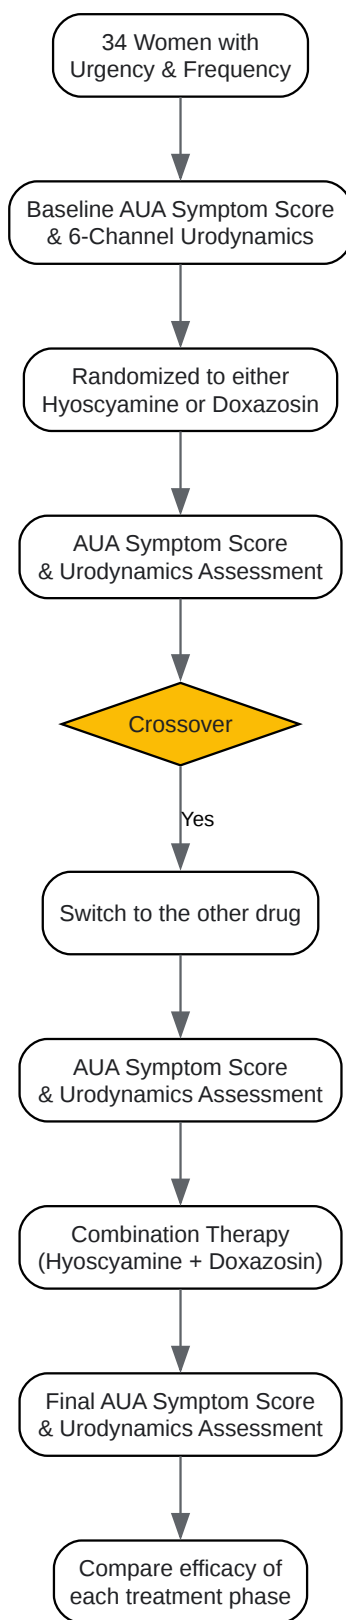 34 Women with
Urgency & Frequency
Baseline AUA Symptom Score
& 6-Channel Urodynamics
Randomized to either
Hyoscyamine or Doxazosin
AUA Symptom Score
& Urodynamics Assessment
Crossover
Yes
Switch to the other drug
AUA Symptom Score
& Urodynamics Assessment
Combination Therapy
(Hyoscyamine + Doxazosin)
Final AUA Symptom Score
& Urodynamics Assessment
Compare efficacy of
each treatment phase